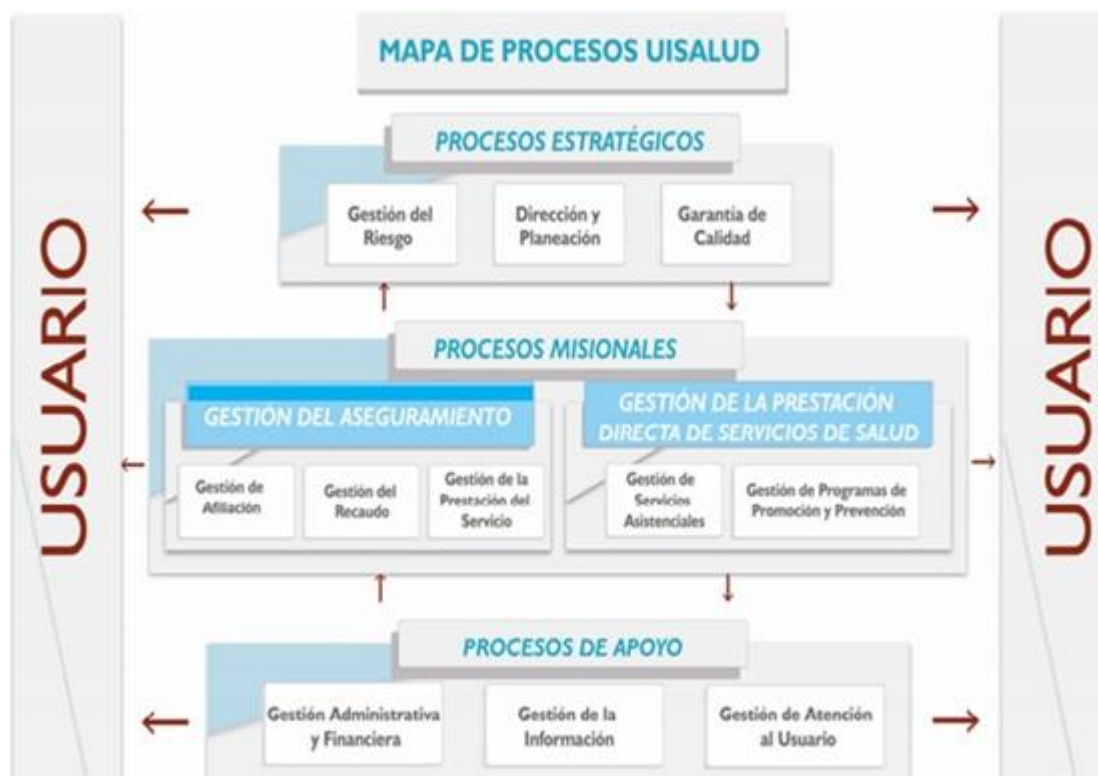 MAPA DE PROCESOS UISALUD
PROCESOS ESTRATÉGICOS
Gestión del
Riesgo
Dirección y
Planeación
Garantía de
Calidad
USUARIO
USUARIO
PROCESOS MISIONALES
GESTIÓN DEL ASEGURAMIENTO
GESTIÓN DE LA PRESTACIÓN
DIRECTA DE SERVICIOS DE SALUD
Gestión de
Afiliación
Gestión del
Recaudo
Gestión de la
Prestación del
Servicio
Gestión de
Servicios
Asistenciales
Gestión de Programas de
Promoción y Prevención
PROCESOS DE APOYO
Gestión Administrativa
y Financiera
Gestión de la
Información
Gestión de Atención
al Usuario